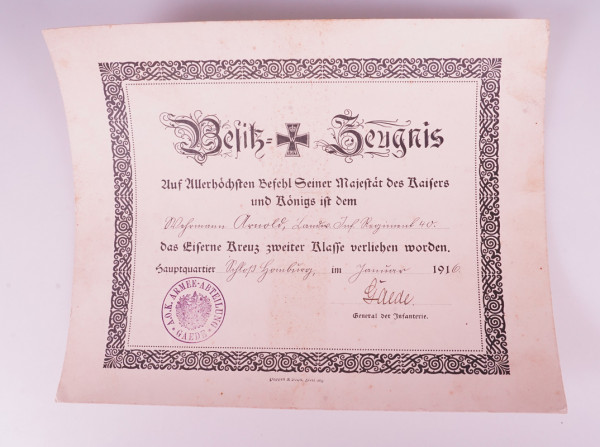 Besitz-Zeugnis
Auf Allerhöchsten Befehl Seiner Majestät des Kaisers
und Königs ist dem
Wehrmann Arnold, Landw. Inf. Regiment 40.
das Eiserne Kreuz zweiter Klasse verliehen worden.
Hauptquartier Schloß Homburg, im Januar 1916.
Gaede.
General der Infanterie.
A.O.K. ARMEE-ABTEILUNG
GAEDE